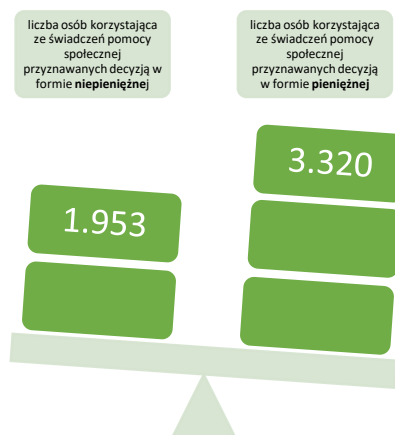 liczba osób korzystająca
ze świadczeń pomocy
społecznej
przyznawanych decyzją w
formie niepieniężnej
liczba osób korzystająca
ze świadczeń pomocy
społecznej
przyznawanych decyzją
w formie pieniężnej
3.320
1.953